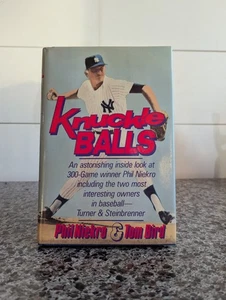 Knuckle
BALLS
An astonishing inside look at
300-Game winner Phil Niekro
including the two most
interesting owners
in baseball—
Turner & Steinbrenner
Phil Niekro & Tom Bird